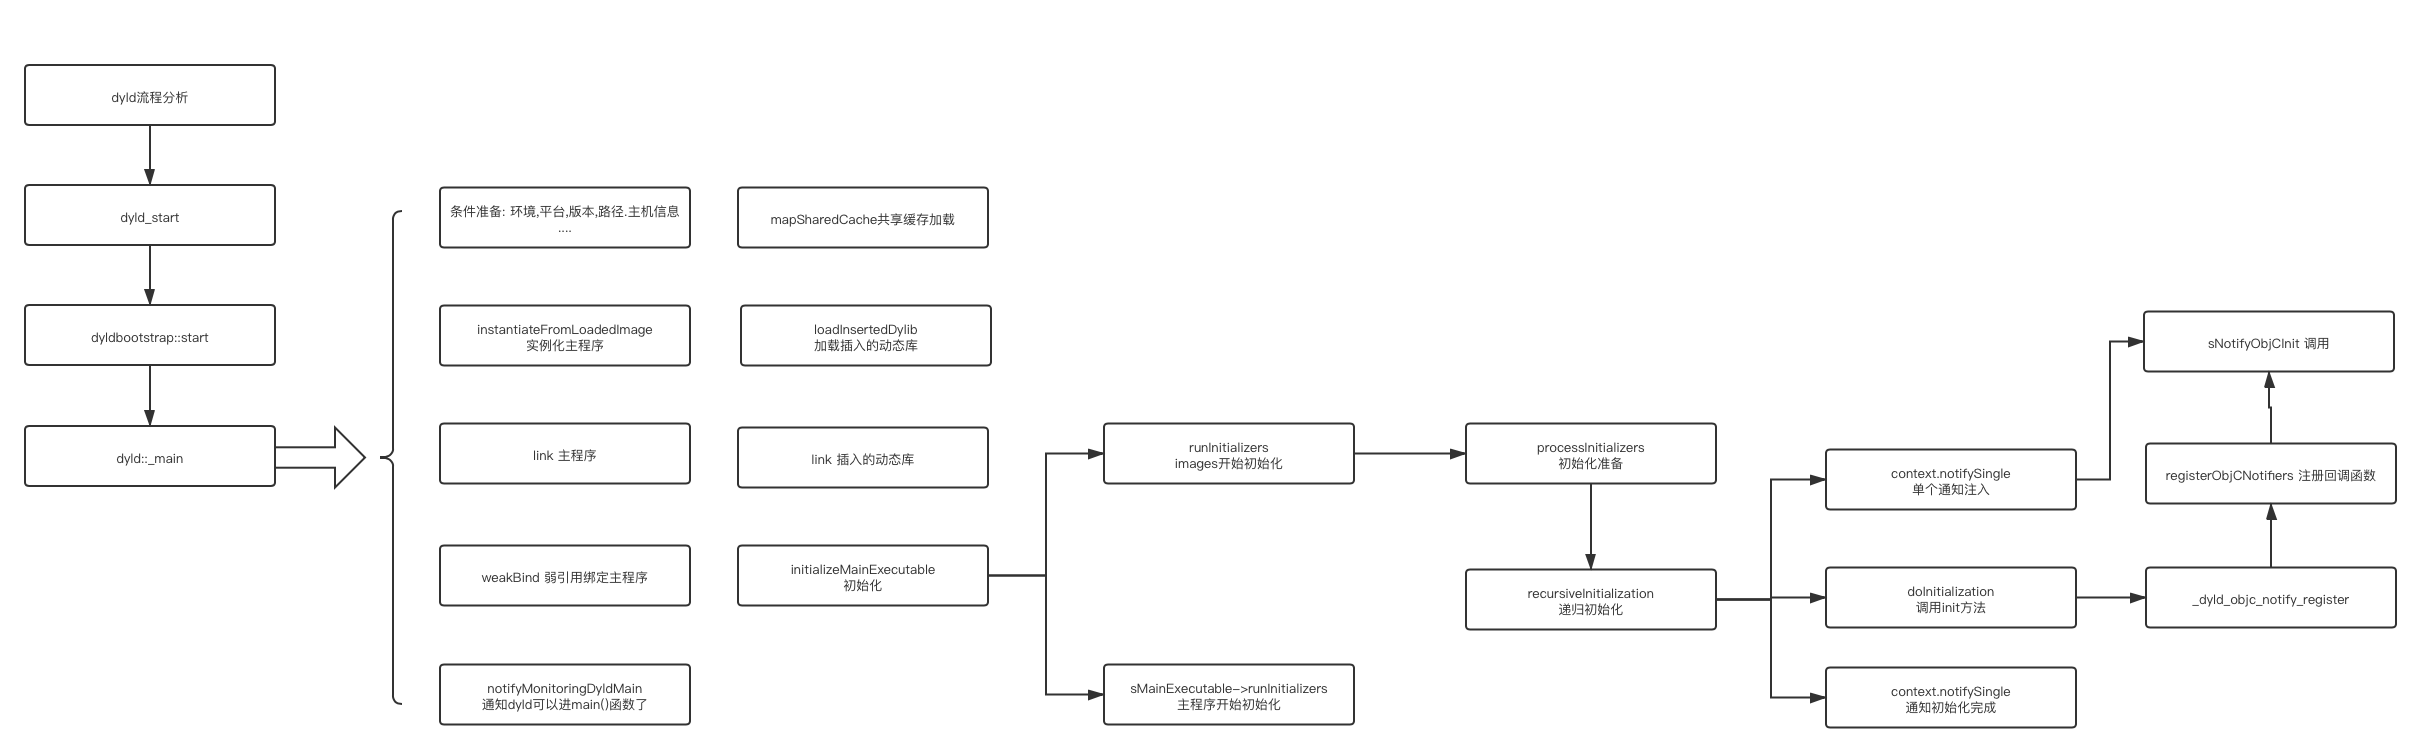 dyld流程分析
dyld_start
dyldbootstrap::start
dyld::_main
条件准备: 环境,平台,版本,路径.主机信息
....
mapSharedCache共享缓存加载
instantiateFromLoadedImage
实例化主程序
loadInsertedDylib
加载插入的动态库
link 主程序
link 插入的动态库
weakBind 弱引用绑定主程序
initializeMainExecutable
初始化
notifyMonitoringDyldMain
通知dyld可以进main()函数了
runInitializers
images开始初始化
sMainExecutable->runInitializers
主程序开始初始化
processInitializers
初始化准备
recursiveInitialization
递归初始化
context.notifySingle
单个通知注入
doInitialization
调用init方法
context.notifySingle
通知初始化完成
sNotifyObjCInit 调用
registerObjCNotifiers 注册回调函数
_dyld_objc_notify_register